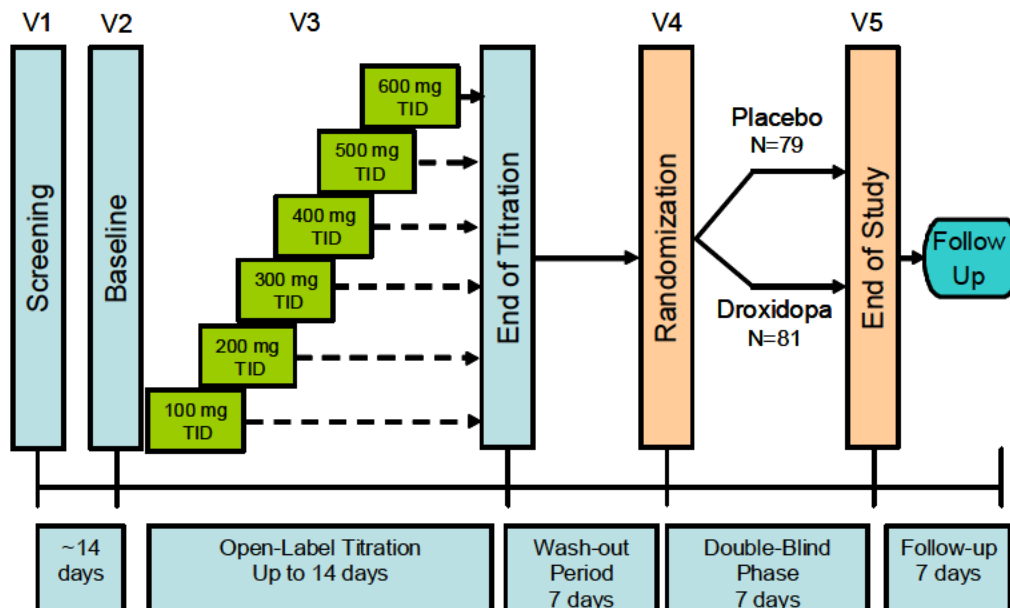 V1
V2
V3
V4
V5
Screening
Baseline
600 mg
TID
500 mg
TID
400 mg
TID
300 mg
TID
200 mg
TID
100 mg
TID
End of Titration
Randomization
Placebo
N=79
Droxidopa
N=81
End of Study
Follow
Up
~14
days
Open-Label Titration
Up to 14 days
Wash-out
Period
7 days
Double-Blind
Phase
7 days
Follow-up
7 days